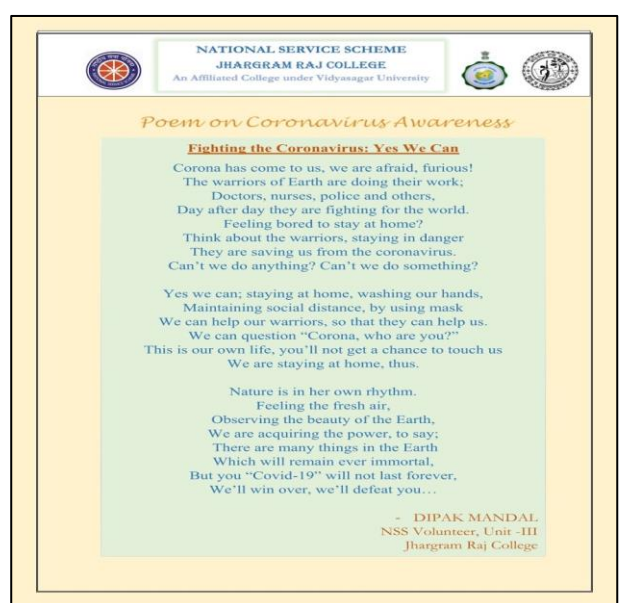 NATIONAL SERVICE SCHEME
JHARGRAM RAJ COLLEGE
An Affiliated College under Vidyasagar University
Poem on Coronavirus Awareness
Fighting the Coronavirus: Yes We Can
Corona has come to us, we are afraid, furious!
The warriors of Earth are doing their work;
Doctors, nurses, police and others,
Day after day they are fighting for the world.
Feeling bored to stay at home?
Think about the warriors, staying in danger
They are saving us from the coronavirus.
Can't we do anything? Can't we do something?
Yes we can; staying at home, washing our hands,
Maintaining social distance, by using mask
We can help our warriors, so that they can help us.
We can question “Corona, who are you?”
This is our own life, you'll not get a chance to touch us
We are staying at home, thus.
Nature is in her own rhythm.
Feeling the fresh air,
Observing the beauty of the Earth,
We are acquiring the power, to say;
There are many things in the Earth
Which will remain ever immortal,
But you “Covid-19” will not last forever,
We'll win over, we'll defeat you…
- DIPAK MANDAL
NSS Volunteer, Unit -III
Jhargram Raj College